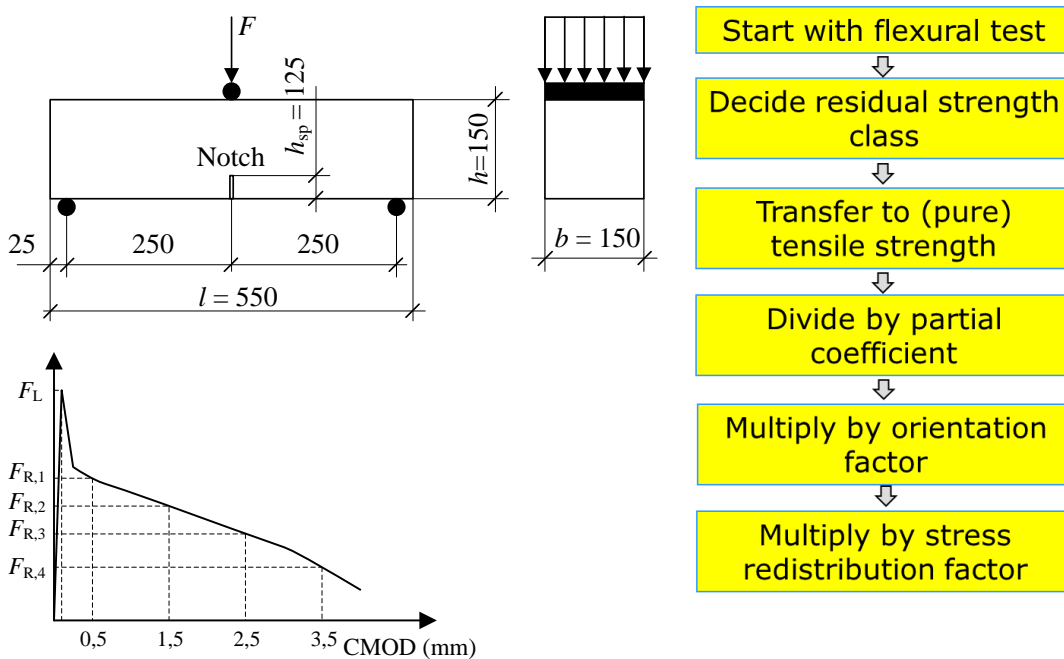 F
h_sp = 125
Notch
h=150
25
250
250
l = 550
b = 150
F_L
F_R,1
F_R,2
F_R,3
F_R,4
0,5
1,5
2,5
3,5
CMOD (mm)
Start with flexural test
Decide residual strength
class
Transfer to (pure)
tensile strength
Divide by partial
coefficient
Multiply by orientation
factor
Multiply by stress
redistribution factor